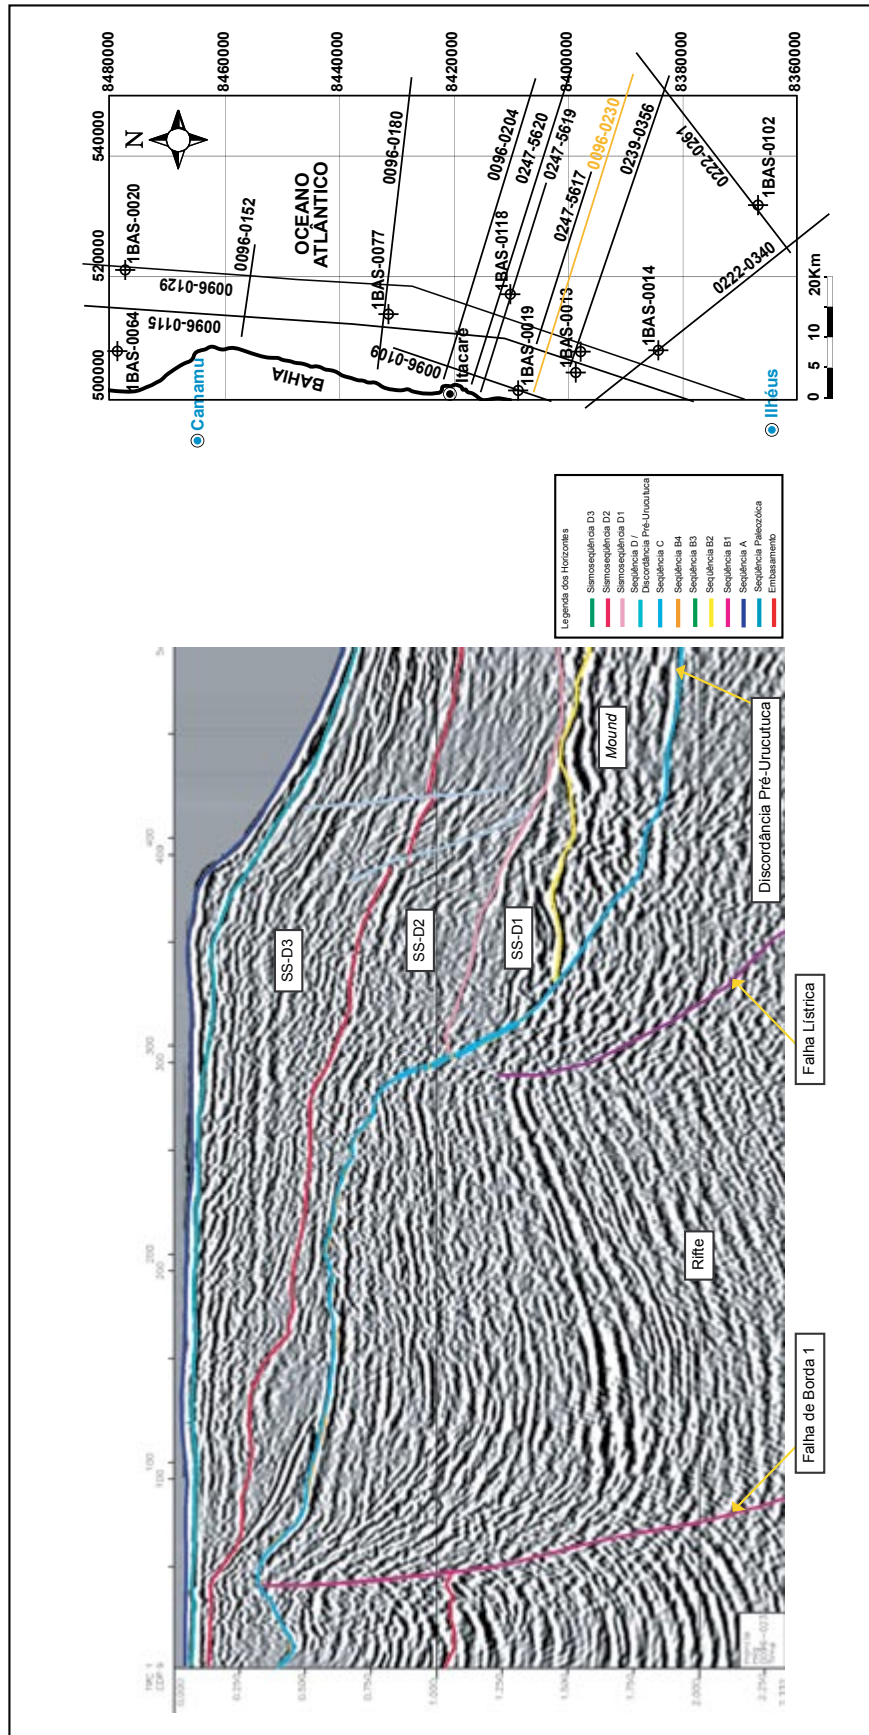 8480000
8460000
8440000
8420000
8400000
8380000
8360000
540000
520000
500000
N
OCEANO
ATLÂNTICO
BAHIA
Camamu
Itacaré
Ilhéus
1BAS-0064
1BAS-0020
1BAS-0077
1BAS-0118
1BAS-0019
1BAS-0013
1BAS-0014
1BAS-0102
0096-0152
0096-0129
0096-0115
0096-0109
0096-0180
0096-0204
0247-5620
0247-5619
0247-5617
0096-0230
0239-0356
0222-0261
0222-0340
0 5 10 20Km
Legenda dos Horizontes
Sismoseqüência D3
Sismoseqüência D2
Sismoseqüência D1
Seqüência D /
Discordância Pré-Urucutuca
Seqüência C
Seqüência B4
Seqüência B3
Seqüência B2
Seqüência B1
Seqüência A
Seqüência Paleozóica
Embasamento
100
200
300
400
100
200
300
400
0.000
0.250
0.500
0.750
1.000
1.250
1.500
1.750
2.000
2.250
SS-D3
SS-D2
SS-D1
Mound
Rifte
Falha de Borda 1
Falha Lístrica
Discordância Pré-Urucutuca